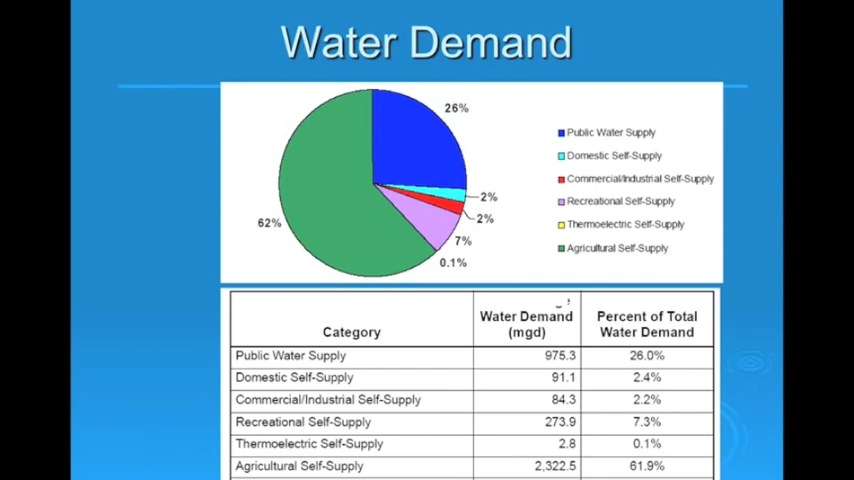 Water Demand
26%
2%
2%
7%
0.1%
62%
Public Water Supply
Domestic Self-Supply
Commercial/Industrial Self-Supply
Recreational Self-Supply
Thermoelectric Self-Supply
Agricultural Self-Supply
Category Water Demand (mgd) Percent of Total Water Demand
Public Water Supply 975.3 26.0%
Domestic Self-Supply 91.1 2.4%
Commercial/Industrial Self-Supply 84.3 2.2%
Recreational Self-Supply 273.9 7.3%
Thermoelectric Self-Supply 2.8 0.1%
Agricultural Self-Supply 2,322.5 61.9%